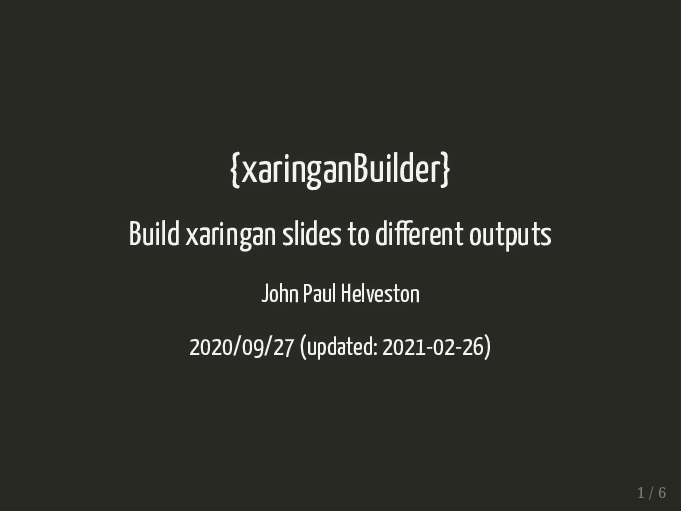 {xaringanBuilder}
Build xaringan slides to different outputs
John Paul Helveston
2020/09/27 (updated: 2021-02-26)
1 / 6